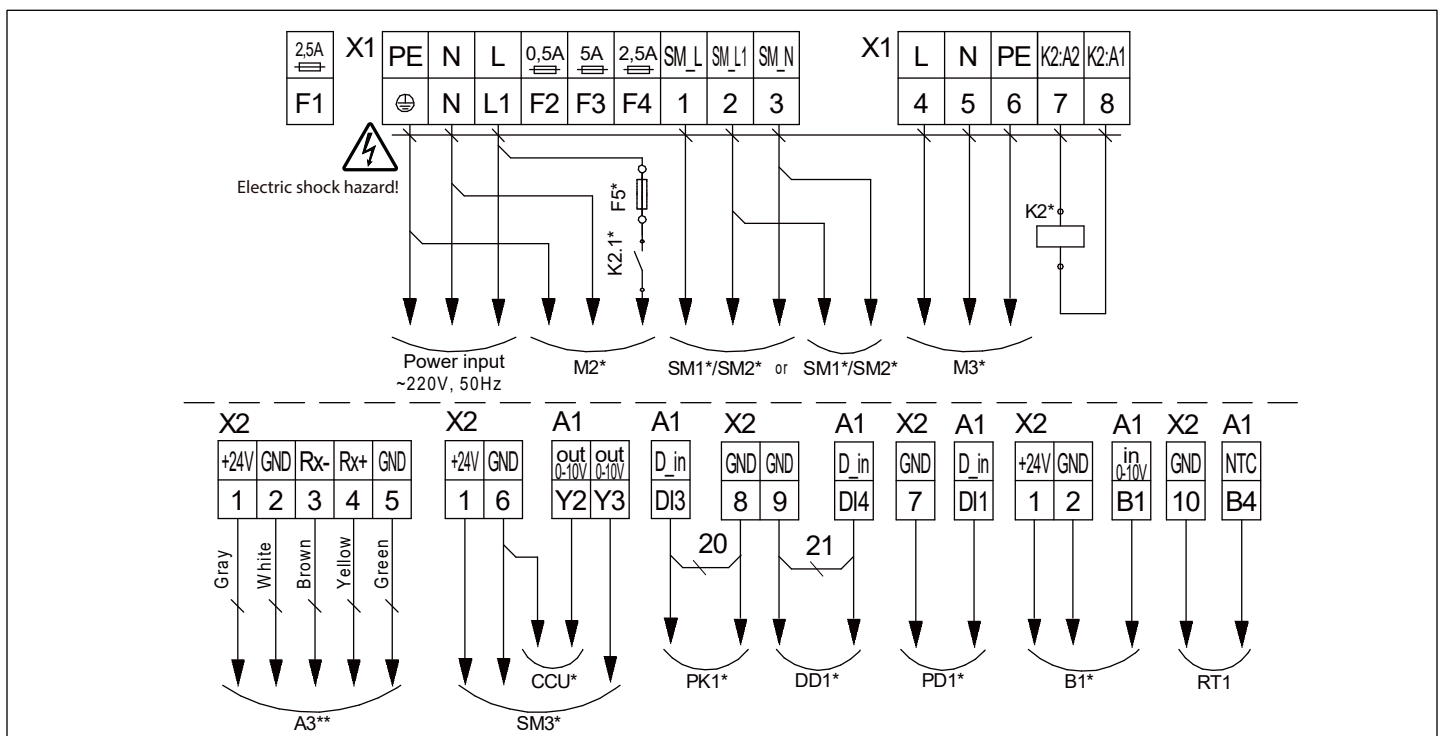 2,5A X1 PE N L 0,5A 5A 2,5A SM_L SM_L1 SM_N X1 L N PE K2:A2 K2:A1
F1 N L1 F2 F3 F4 1 2 3 4 5 6 7 8
Electric shock hazard!
F5*
K2.1*
K2*
Power input
~220V, 50Hz
M2*
SM1*/SM2* or SM1*/SM2*
M3*
X2 X2 A1 A1 X2 A1 X2 A1 X2 A1 X2 A1
+24V GND Rx- Rx+ GND +24V GND out 0-10V out 0-10V D_in GND GND D_in GND D_in +24V GND in 0-10V GND NTC
1 2 3 4 5 1 6 Y2 Y3 DI3 8 9 DI4 7 DI1 1 2 B1 10 B4
20 21
Gray
White
Brown
Yellow
Green
CCU* PK1* DD1* PD1* B1* RT1
A3** SM3*